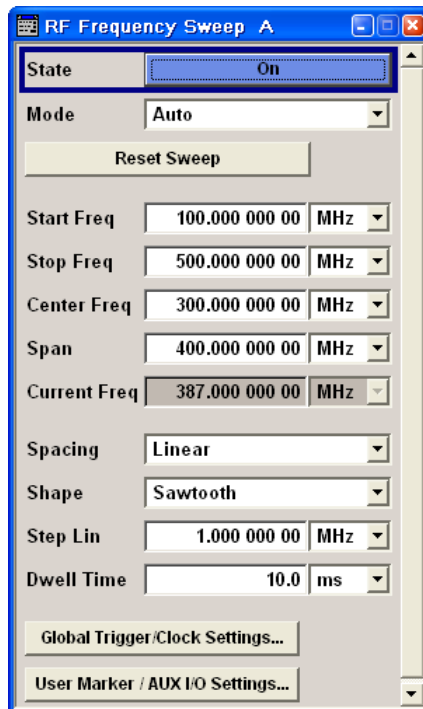 RF Frequency Sweep A
State On
Mode Auto
Reset Sweep
Start Freq 100.000 000 00 MHz
Stop Freq 500.000 000 00 MHz
Center Freq 300.000 000 00 MHz
Span 400.000 000 00 MHz
Current Freq 387.000 000 00 MHz
Spacing Linear
Shape Sawtooth
Step Lin 1.000 000 00 MHz
Dwell Time 10.0 ms
Global Trigger/Clock Settings...
User Marker / AUX I/O Settings...